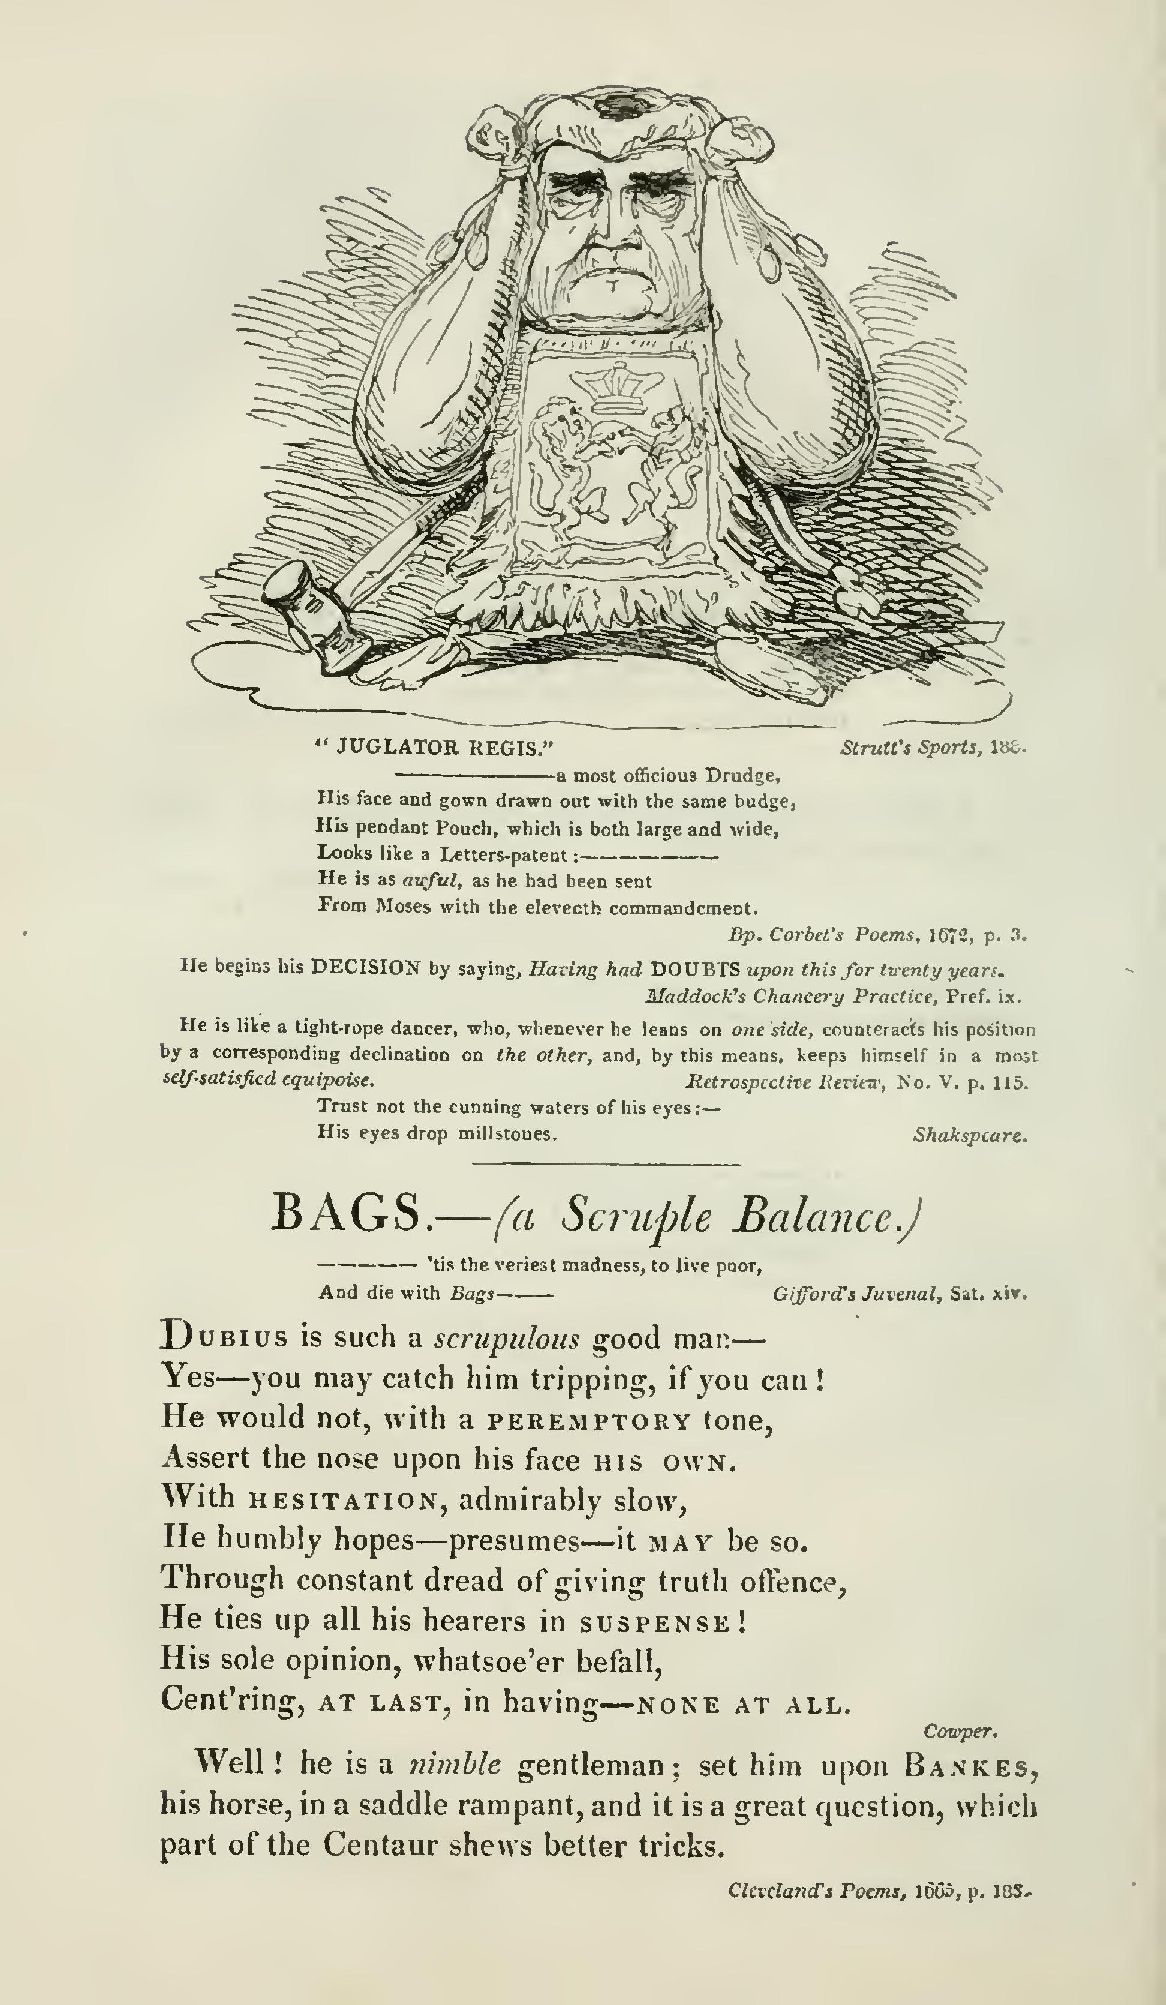 “ JUGLATOR REGIS.” Strutt's Sports, 188.
————a most officious Drudge,
His face and gown drawn out with the same budge,
His pendant Pouch, which is both large and wide,
Looks like a Letters-patent :————
He is as awful, as he had been sent
From Moses with the eleventh commandment.
Bp. Corbet's Poems, 1672, p. 3.
He begins his DECISION by saying, Having had DOUBTS upon this for twenty years.
Maddock's Chancery Practice, Pref. ix.
He is like a tight-rope dancer, who, whenever he leans on one side, counteracts his position
by a corresponding declination on the other, and, by this means, keeps himself in a most
self-satisfied equipoise. Retrospective Review, No. V. p. 115.
Trust not the cunning waters of his eyes:—
His eyes drop millstones. Shakspeare.
BAGS.—(a Scruple Balance.)
———— 'tis the veriest madness, to live poor,
And die with Bags—— Gifford's Juvenal, Sat. xiv.
DUBIUS is such a scrupulous good man—
Yes—you may catch him tripping, if you can !
He would not, with a PEREMPTORY tone,
Assert the nose upon his face HIS OWN.
With HESITATION, admirably slow,
He humbly hopes—presumes—it MAY be so.
Through constant dread of giving truth offence,
He ties up all his hearers in SUSPENSE !
His sole opinion, whatsoe'er befall,
Cent'ring, AT LAST, in having—NONE AT ALL.
Cowper.
Well ! he is a nimble gentleman ; set him upon BANKES,
his horse, in a saddle rampant, and it is a great question, which
part of the Centaur shews better tricks.
Cleveland's Poems, 1665, p. 183.